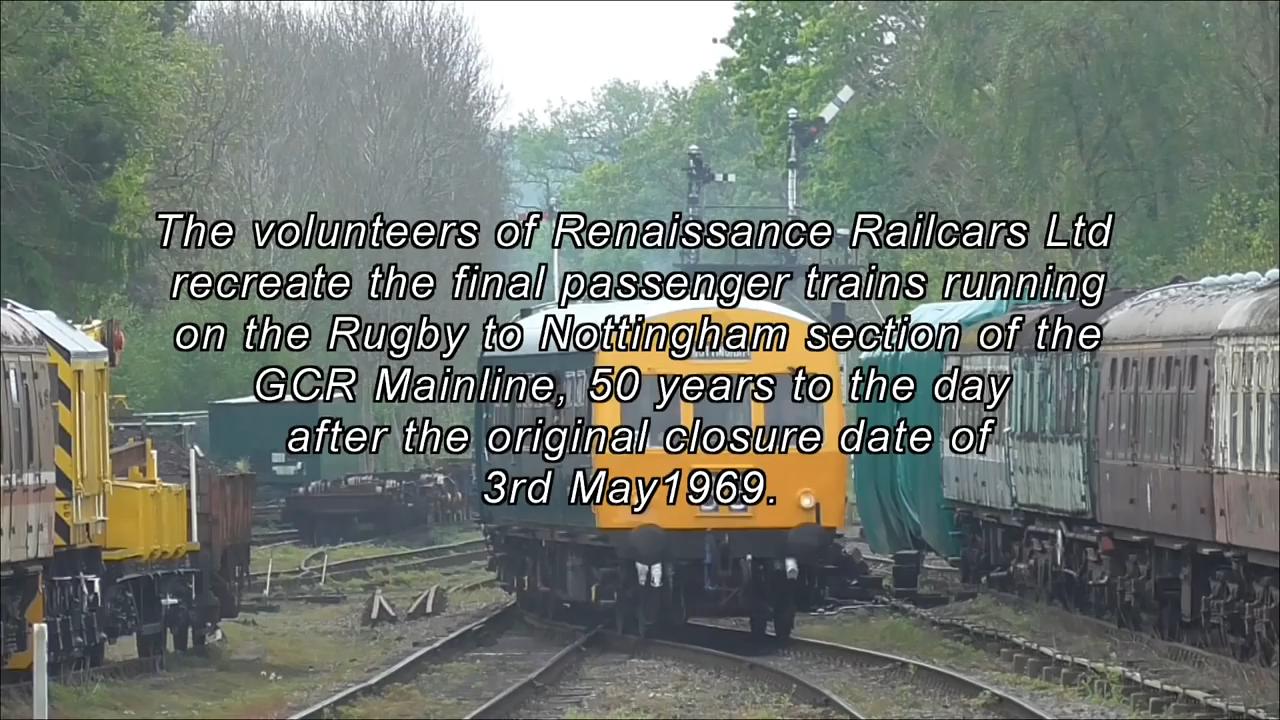 The volunteers of Renaissance Railcars Ltd
recreate the final passenger trains running
on the Rugby to Nottingham section of the
GCR Mainline, 50 years to the day
after the original closure date of
3rd May1969.
NOTTINGHAM